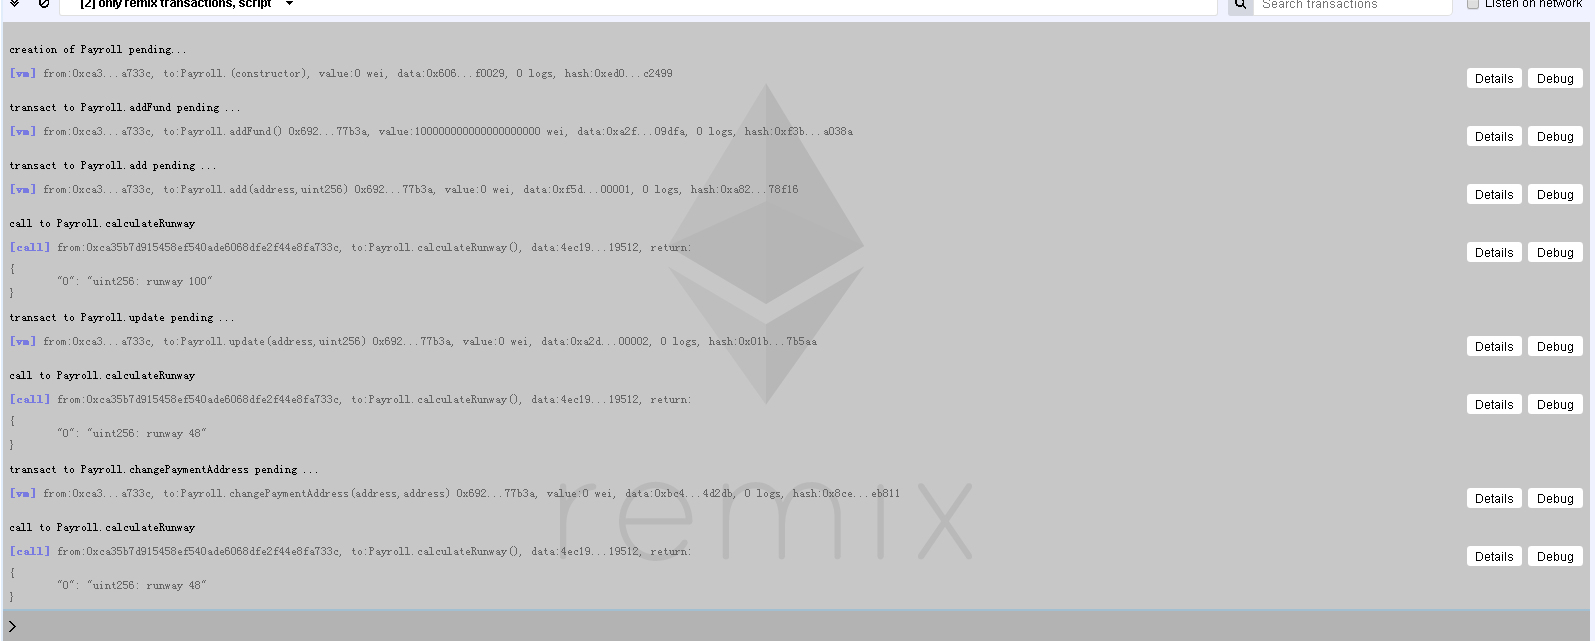 [2] only remix transactions, script
Search transactions
Listen on network
creation of Payroll pending...
[vm] from:0xca3...a733c, to:Payroll.(constructor), value:0 wei, data:0x606...f0029, 0 logs, hash:0xed0...c2499
Details Debug
transact to Payroll.addFund pending ...
[vm] from:0xca3...a733c, to:Payroll.addFund() 0x692...77b3a, value:100000000000000000000 wei, data:0xa2f...09dfa, 0 logs, hash:0xf3b...a038a
Details Debug
transact to Payroll.add pending ...
[vm] from:0xca3...a733c, to:Payroll.add(address,uint256) 0x692...77b3a, value:0 wei, data:0xf5d...00001, 0 logs, hash:0xa82...78f16
Details Debug
call to Payroll.calculateRunway
[call] from:0xca35b7d915458ef540ade6068dfe2f44e8fa733c, to:Payroll.calculateRunway(), data:4ec19...19512, return:
Details Debug
{
"0": "uint256: runway 100"
}
transact to Payroll.update pending ...
[vm] from:0xca3...a733c, to:Payroll.update(address,uint256) 0x692...77b3a, value:0 wei, data:0xa2d...00002, 0 logs, hash:0x01b...7b5aa
Details Debug
call to Payroll.calculateRunway
[call] from:0xca35b7d915458ef540ade6068dfe2f44e8fa733c, to:Payroll.calculateRunway(), data:4ec19...19512, return:
Details Debug
{
"0": "uint256: runway 48"
}
transact to Payroll.changePaymentAddress pending ...
[vm] from:0xca3...a733c, to:Payroll.changePaymentAddress(address,address) 0x692...77b3a, value:0 wei, data:0xbc4...4d2db, 0 logs, hash:0x8ce...eb811
Details Debug
call to Payroll.calculateRunway
[call] from:0xca35b7d915458ef540ade6068dfe2f44e8fa733c, to:Payroll.calculateRunway(), data:4ec19...19512, return:
Details Debug
{
"0": "uint256: runway 48"
}
remix
>